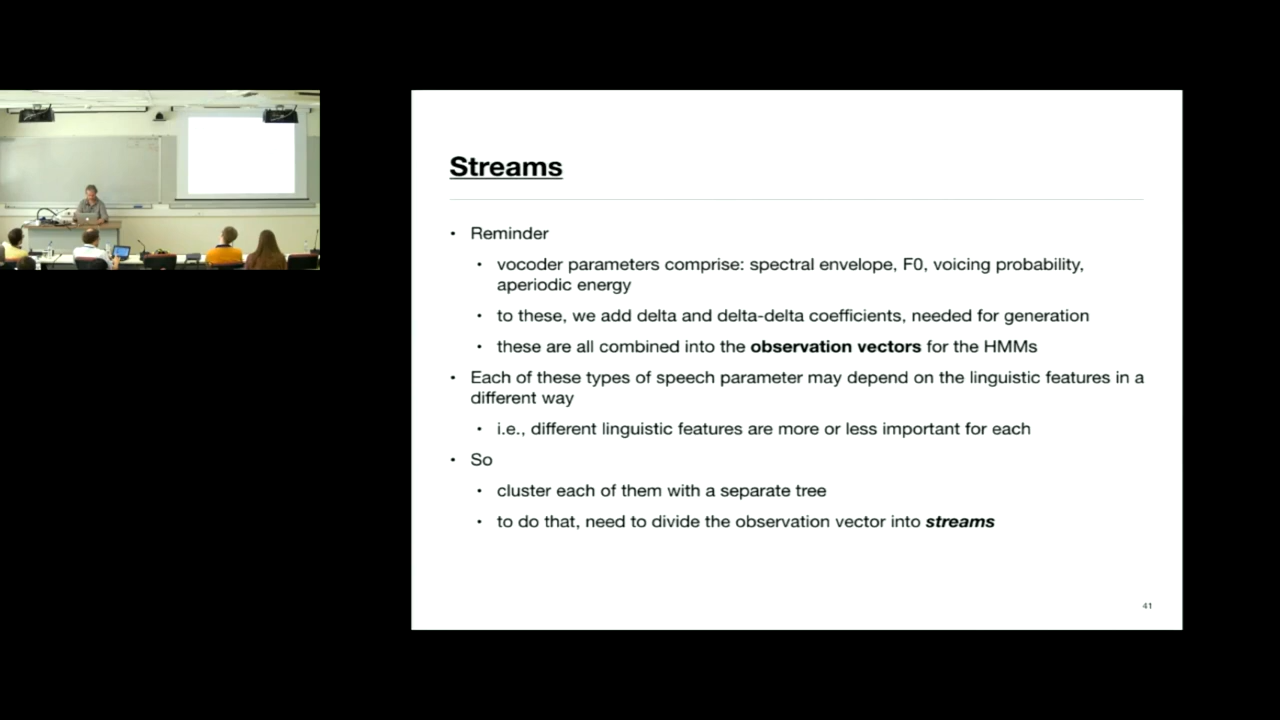 Streams
• Reminder
• vocoder parameters comprise: spectral envelope, F0, voicing probability,
aperiodic energy
• to these, we add delta and delta-delta coefficients, needed for generation
• these are all combined into the observation vectors for the HMMs
• Each of these types of speech parameter may depend on the linguistic features in a
different way
• i.e., different linguistic features are more or less important for each
• So
• cluster each of them with a separate tree
• to do that, need to divide the observation vector into streams
41